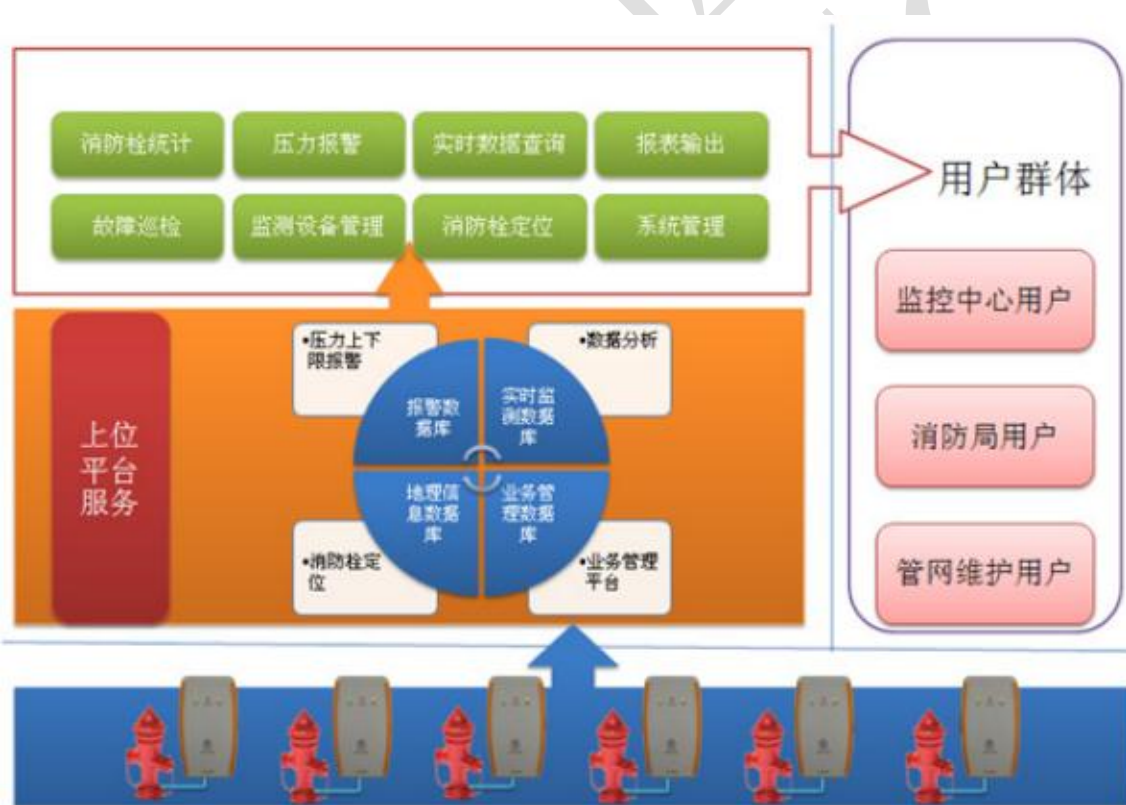 消防栓统计
压力报警
实时数据查询
报表输出
故障巡检
监测设备管理
消防栓定位
系统管理
用户群体
监控中心用户
消防局用户
管网维护用户
上位
平台
服务
•压力上下
限报警
•数据分析
报警数
据库
实时监
测数据
库
地理信
息数据
库
业务管
理数据
库
•消防栓定
位
•业务管理
平台